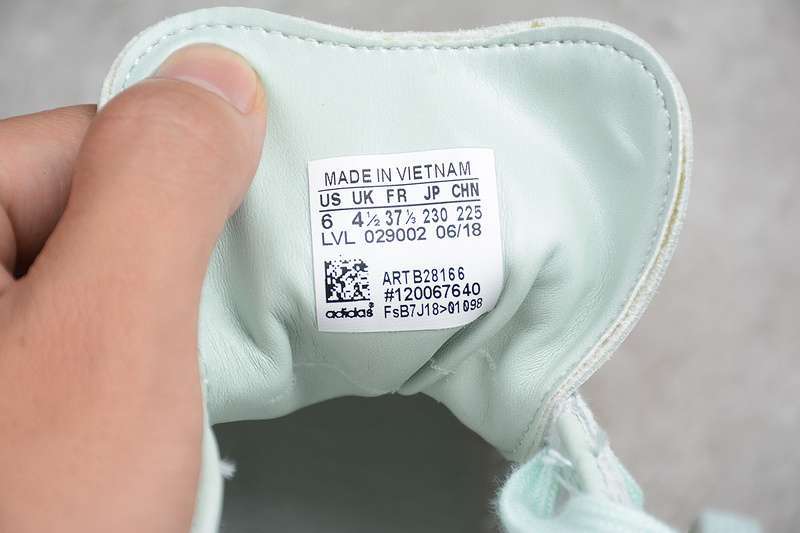 MADE IN VIETNAM
US UK FR JP CHN
6 4½ 37⅓ 230 225
LVL 029002 06/18
ART B28166
#120067640
adidas® FsB7J18>01098